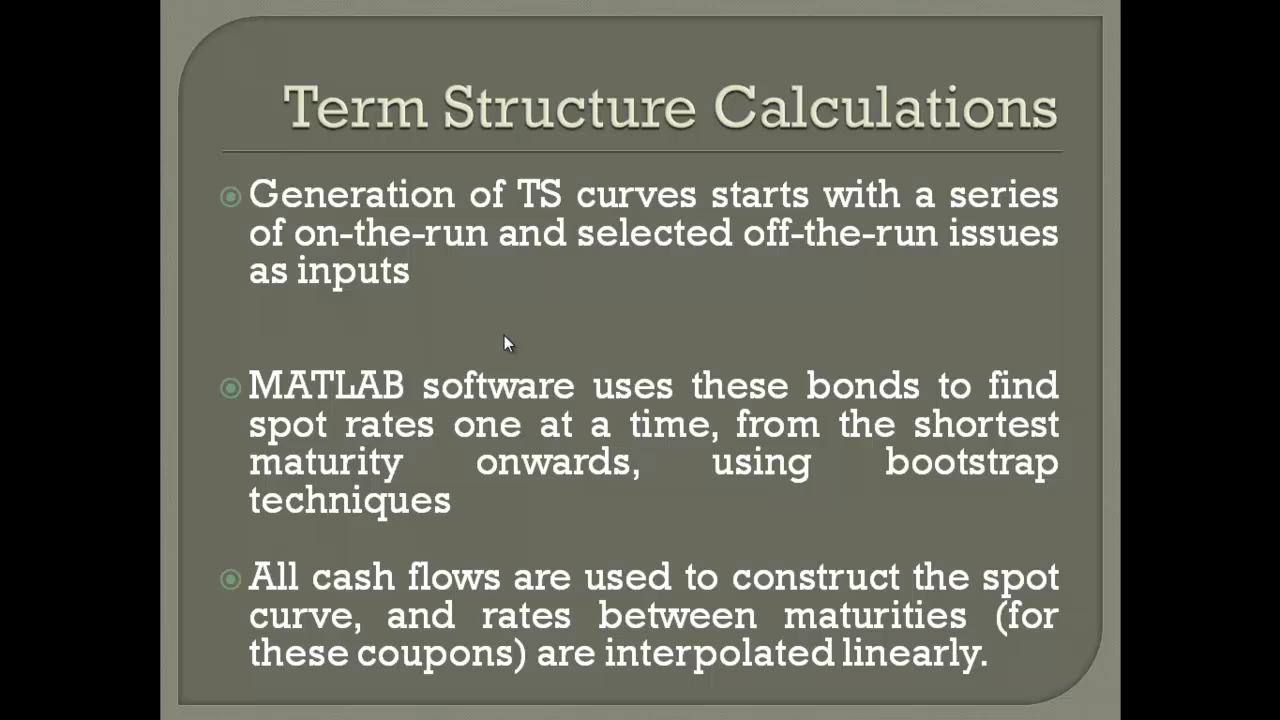 Term Structure Calculations
Generation of TS curves starts with a series
of on-the-run and selected off-the-run issues
as inputs
MATLAB software uses these bonds to find
spot rates one at a time, from the shortest
maturity onwards, using bootstrap
techniques
All cash flows are used to construct the spot
curve, and rates between maturities (for
these coupons) are interpolated linearly.